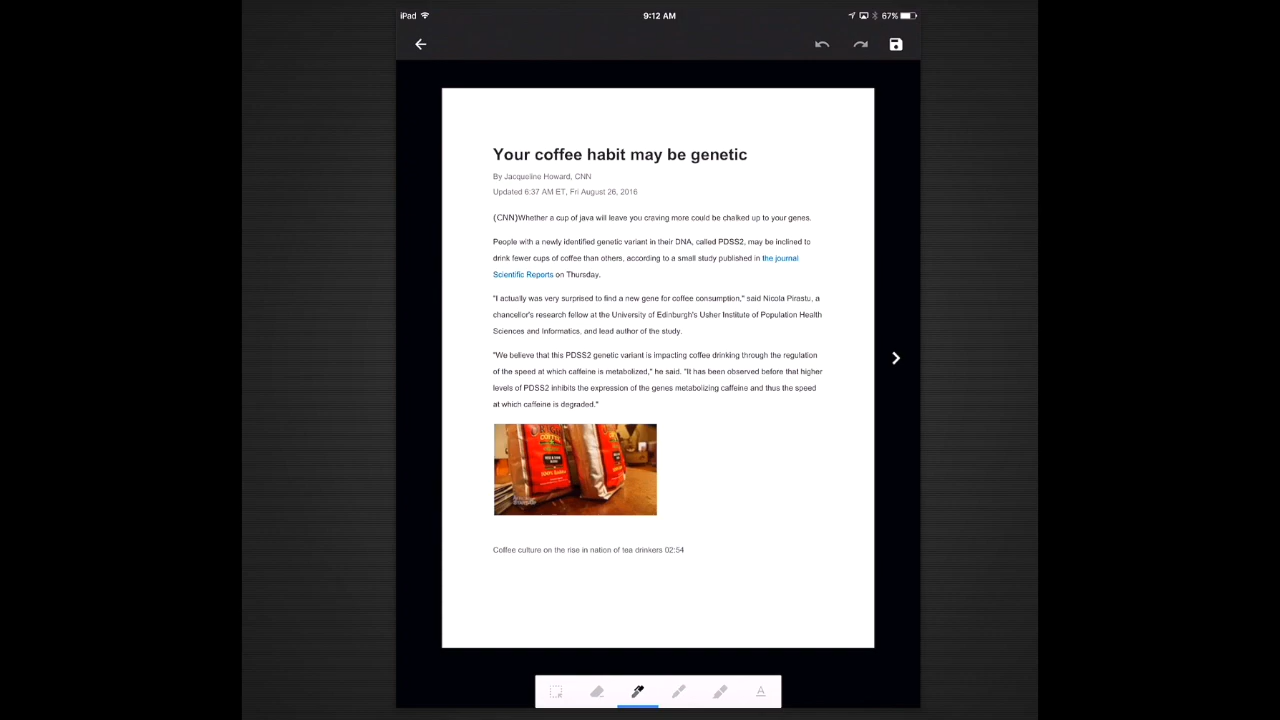 iPad
9:12 AM
67%
Your coffee habit may be genetic
By Jacqueline Howard, CNN
Updated 6:37 AM ET, Fri August 26, 2016
(CNN)Whether a cup of java will leave you craving more could be chalked up to your genes.
People with a newly identified genetic variant in their DNA, called PDSS2, may be inclined to
drink fewer cups of coffee than others, according to a small study published in the journal
Scientific Reports on Thursday.
"I actually was very surprised to find a new gene for coffee consumption," said Nicola Pirastu, a
chancellor's research fellow at the University of Edinburgh's Usher Institute of Population Health
Sciences and Informatics, and lead author of the study.
"We believe that this PDSS2 genetic variant is impacting coffee drinking through the regulation
of the speed at which caffeine is metabolized," he said. "It has been observed before that higher
levels of PDSS2 inhibits the expression of the genes metabolizing caffeine and thus the speed
at which caffeine is degraded."
COFFEE
Coffee culture on the rise in nation of tea drinkers 02:54
A